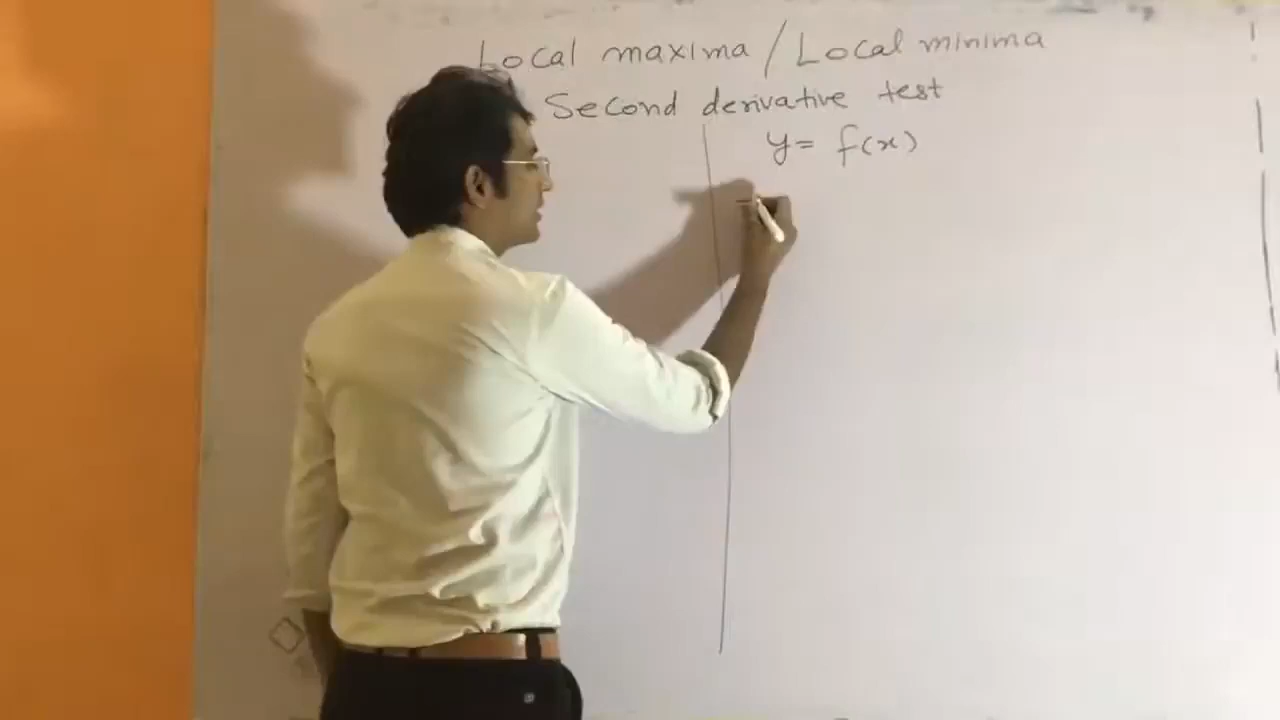 Local maxima / Local minima
Second derivative test
y = f(x)